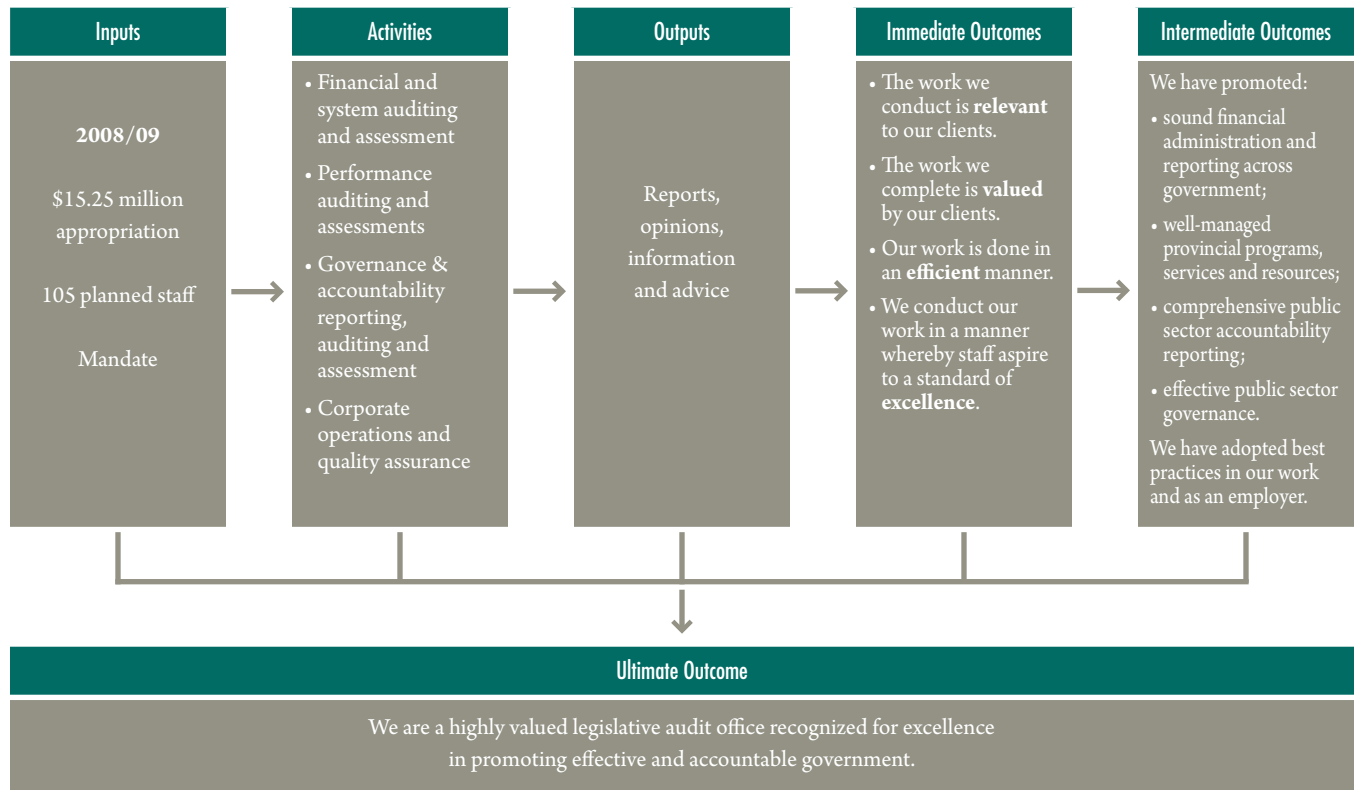 Inputs
2008/09
$15.25 million
appropriation
105 planned staff
Mandate
Activities
• Financial and
system auditing
and assessment
• Performance
auditing and
assessments
• Governance &
accountability
reporting,
auditing and
assessment
• Corporate
operations and
quality assurance
Outputs
Reports,
opinions,
information
and advice
Immediate Outcomes
• The work we
conduct is relevant
to our clients.
• The work we
complete is valued
by our clients.
• Our work is done in
an efficient manner.
• We conduct our
work in a manner
whereby staff aspire
to a standard of
excellence.
Intermediate Outcomes
We have promoted:
• sound financial
administration and
reporting across
government;
• well-managed
provincial programs,
services and resources;
• comprehensive public
sector accountability
reporting;
• effective public sector
governance.
We have adopted best
practices in our work
and as an employer.
Ultimate Outcome
We are a highly valued legislative audit office recognized for excellence
in promoting effective and accountable government.